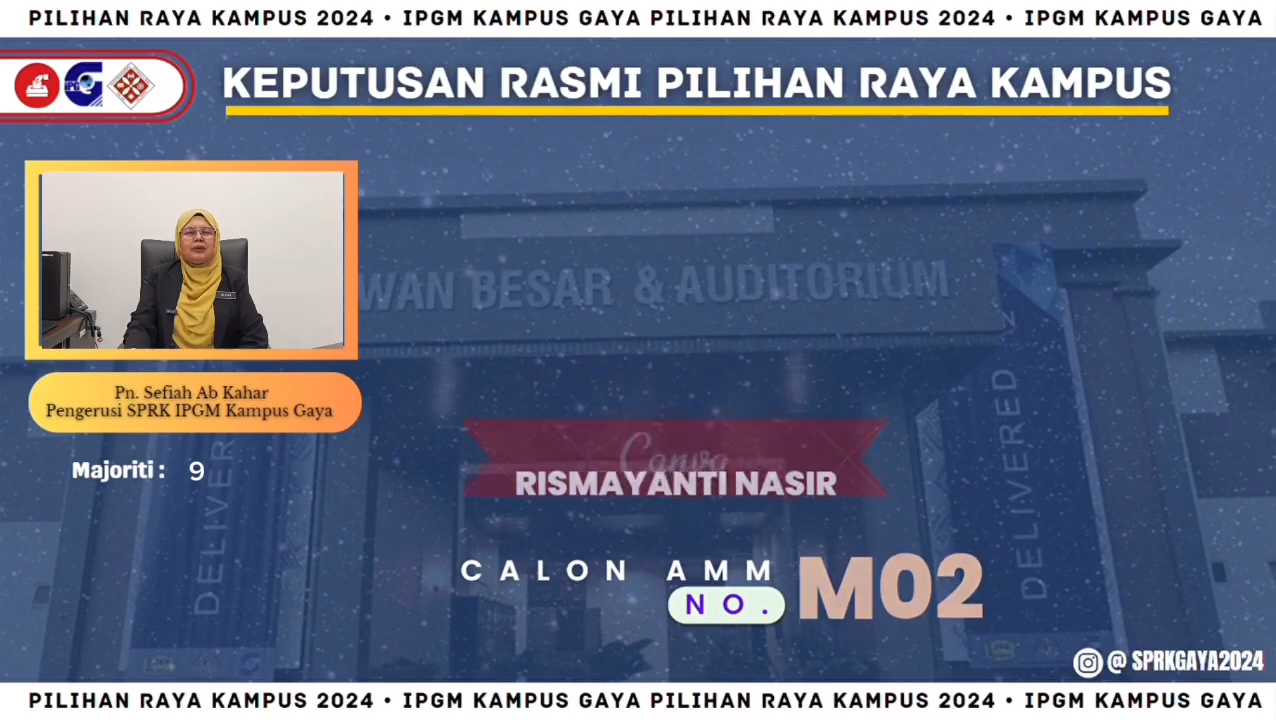 PILIHAN RAYA KAMPUS 2024 • IPGM KAMPUS GAYA PILIHAN RAYA KAMPUS 2024 • IPGM KAMPUS GAYA
KEPUTUSAN RASMI PILIHAN RAYA KAMPUS
WAN BESAR & AUDITORIUM
Pn. Sefiah Ab Kahar
Pengerusi SPRK IPGM Kampus Gaya
Majoriti : 9
Canva
RISMAYANTI NASIR
DELIVERED
DELIVERED
CALON AMM
NO. M02
@ SPRKGAYA2024
PILIHAN RAYA KAMPUS 2024 • IPGM KAMPUS GAYA PILIHAN RAYA KAMPUS 2024 • IPGM KAMPUS GAYA